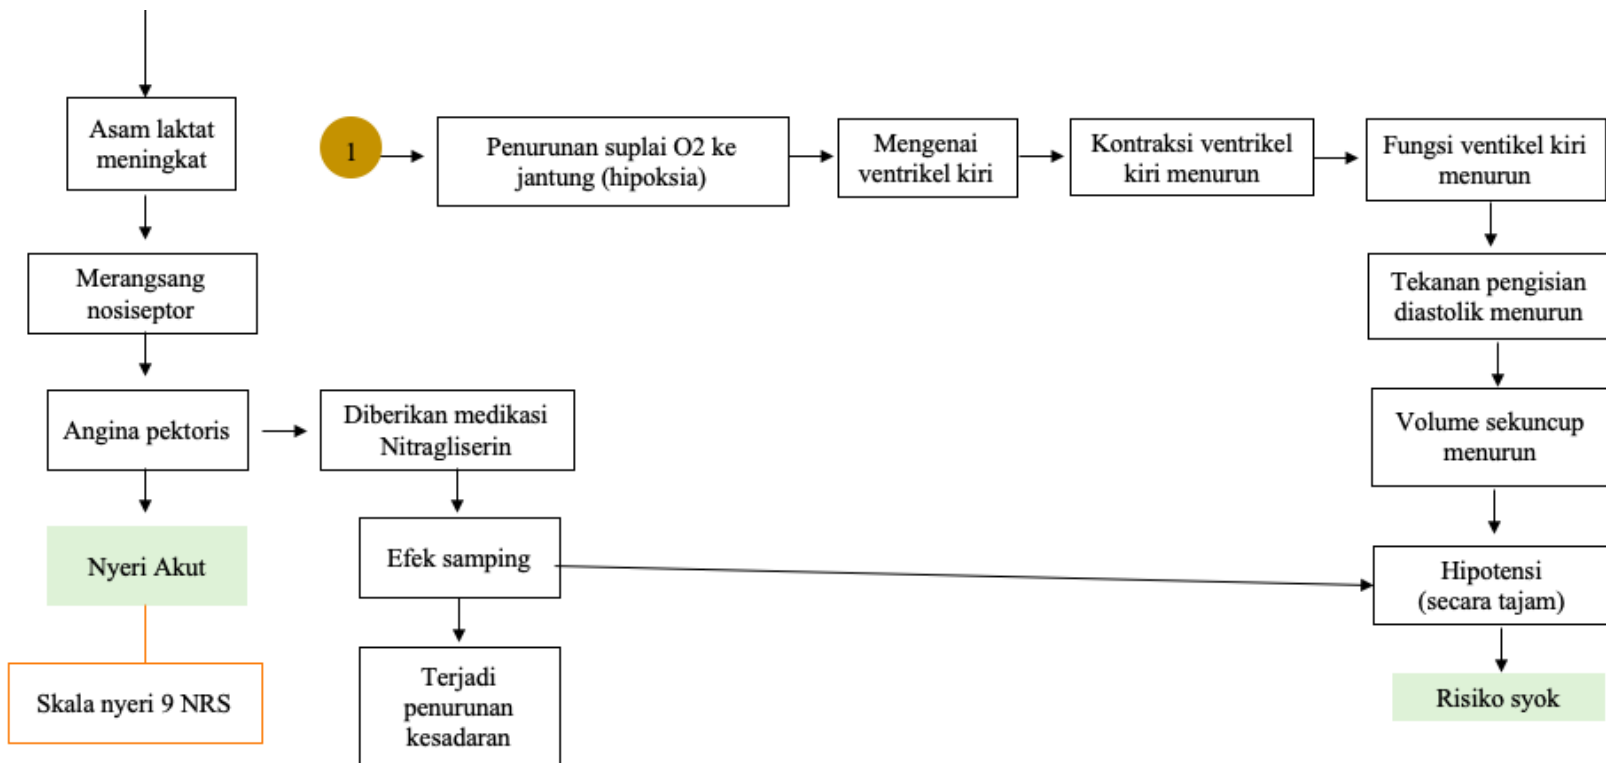 Asam laktat
meningkat
1
Penurunan suplai O2 ke
jantung (hipoksia)
Mengenai
ventrikel kiri
Kontraksi ventrikel
kiri menurun
Fungsi ventikel kiri
menurun
Merangsang
nosiseptor
Tekanan pengisian
diastolik menurun
Angina pektoris
Diberikan medikasi
Nitragliserin
Volume sekuncup
menurun
Nyeri Akut
Efek samping
Hipotensi
(secara tajam)
Skala nyeri 9 NRS
Terjadi
penurunan
kesadaran
Risiko syok